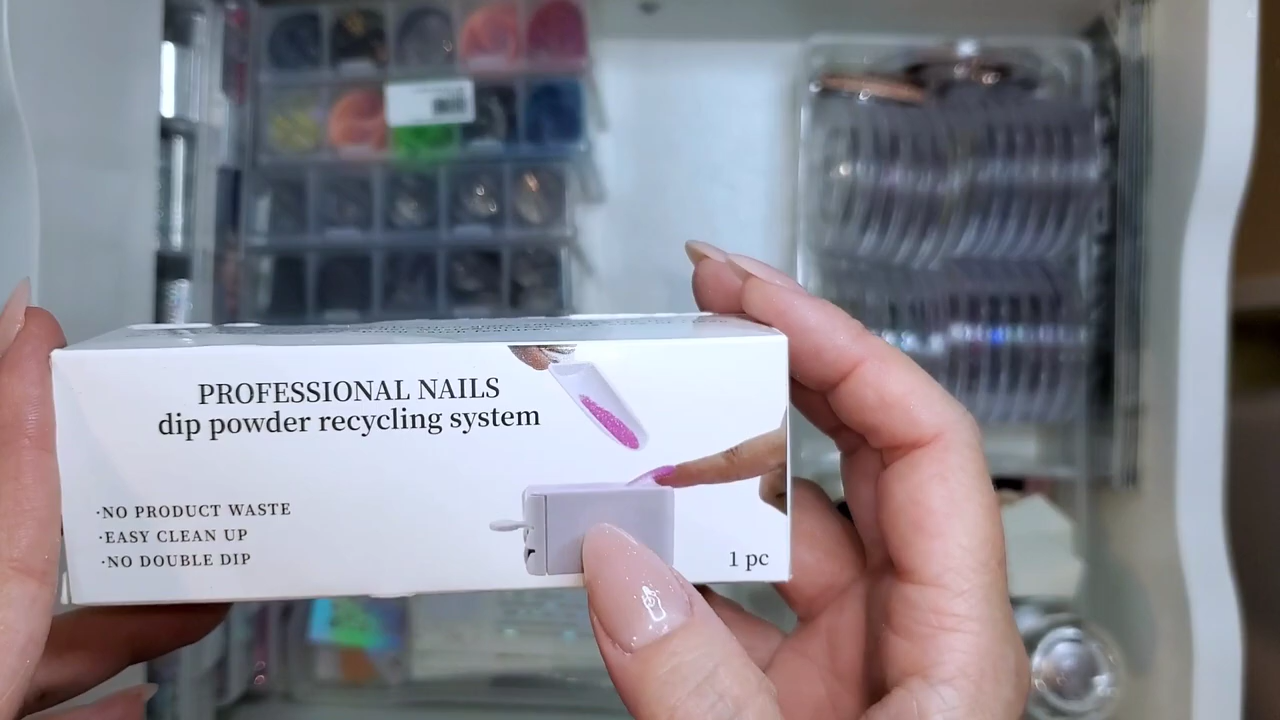 PROFESSIONAL NAILS
dip powder recycling system
·NO PRODUCT WASTE
·EASY CLEAN UP
·NO DOUBLE DIP
1 pc